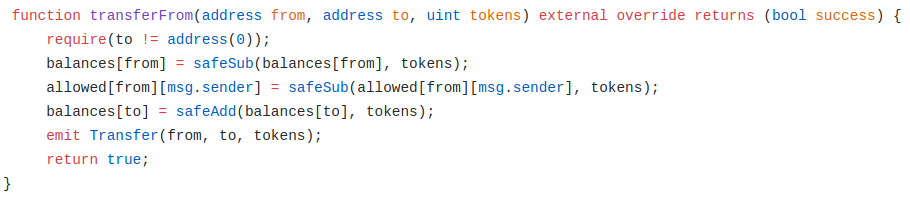 function transferFrom(address from, address to, uint tokens) external override returns (bool success) {
require(to != address(0));
balances[from] = safeSub(balances[from], tokens);
allowed[from][msg.sender] = safeSub(allowed[from][msg.sender], tokens);
balances[to] = safeAdd(balances[to], tokens);
emit Transfer(from, to, tokens);
return true;
}